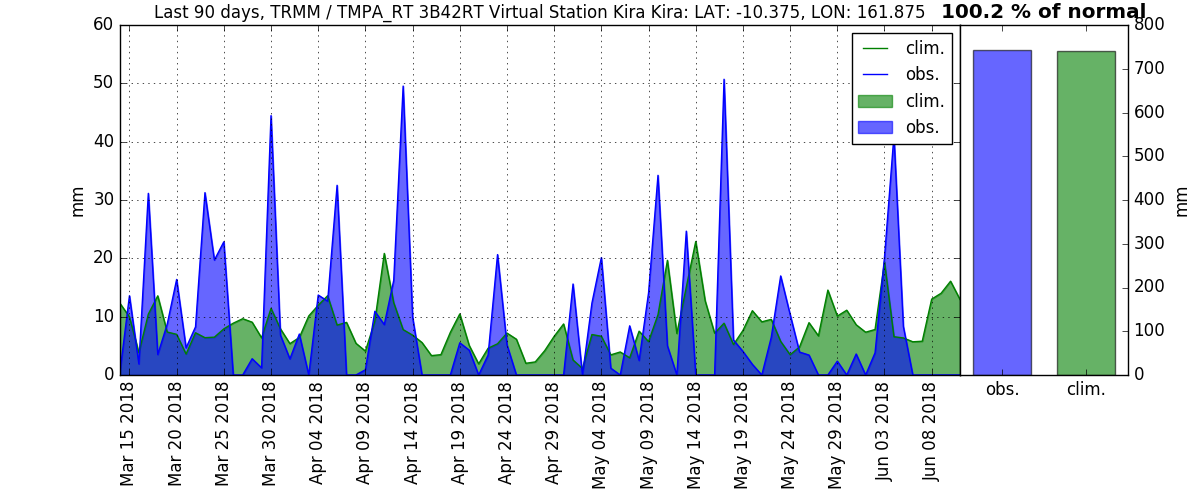 Last 90 days, TRMM / TMPA_RT 3B42RT Virtual Station Kira Kira: LAT: -10.375, LON: 161.875
100.2 % of normal
60
50
40
30
20
10
0
mm
clim.
obs.
clim.
obs.
Mar 15 2018
Mar 20 2018
Mar 25 2018
Mar 30 2018
Apr 04 2018
Apr 09 2018
Apr 14 2018
Apr 19 2018
Apr 24 2018
Apr 29 2018
May 04 2018
May 09 2018
May 14 2018
May 19 2018
May 24 2018
May 29 2018
Jun 03 2018
Jun 08 2018
800
700
600
500
400
300
200
100
0
mm
obs.
clim.